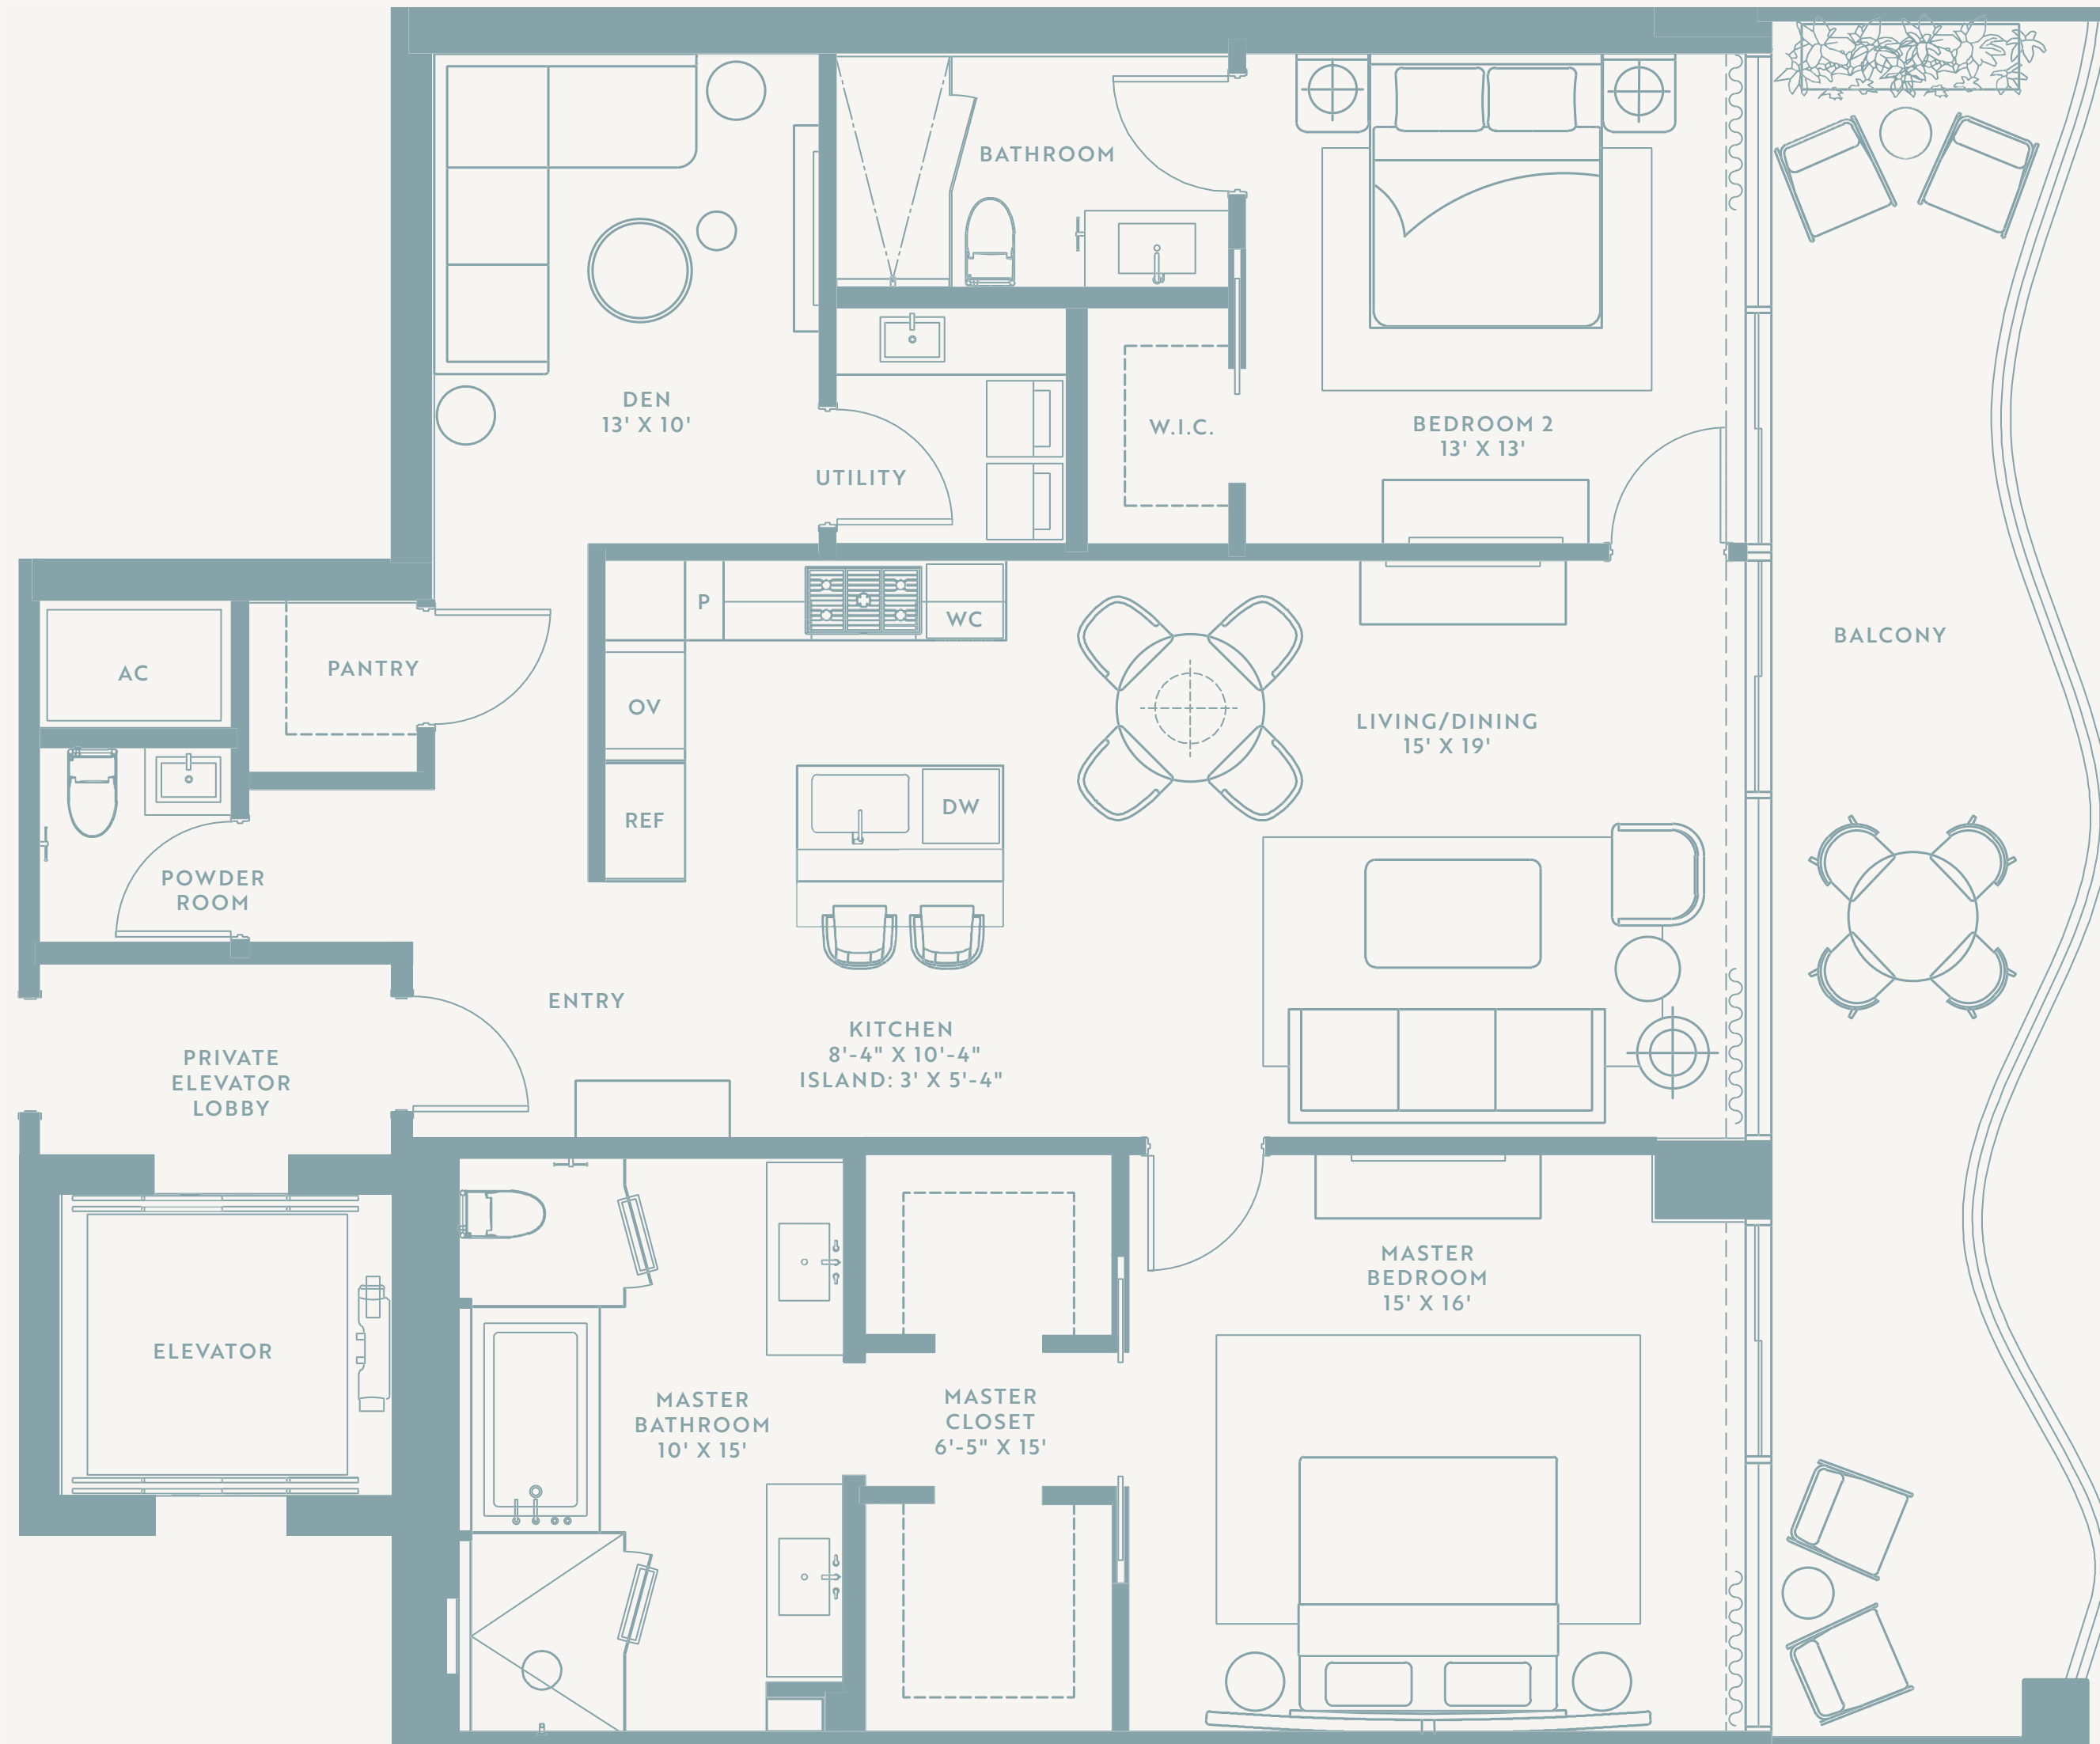 BATHROOM
DEN
13' X 10'
UTILITY
W.I.C.
BEDROOM 2
13' X 13'
BALCONY
AC
PANTRY
P
WC
OV
REF
DW
LIVING/DINING
15' X 19'
POWDER
ROOM
ENTRY
KITCHEN
8'-4" X 10'-4"
ISLAND: 3' X 5'-4"
PRIVATE
ELEVATOR
LOBBY
ELEVATOR
MASTER
BATHROOM
10' X 15'
MASTER
CLOSET
6'-5" X 15'
MASTER
BEDROOM
15' X 16'